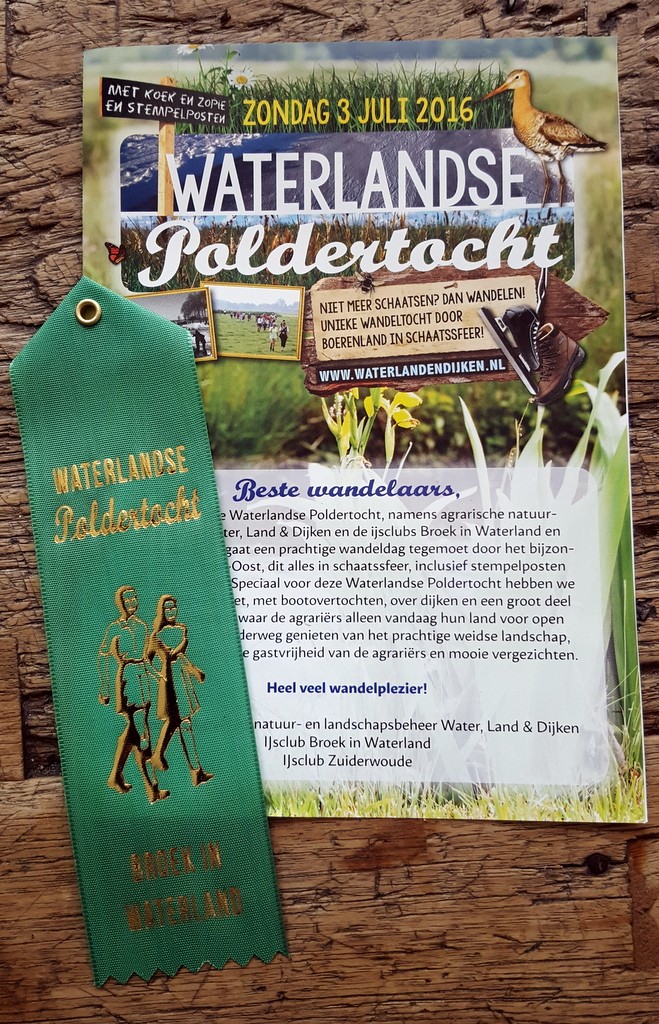 MET KOEK EN ZOPIE
EN STEMPELPOSTEN
ZONDAG 3 JULI 2016
WATERLANDSE
Poldertocht
NIET MEER SCHAATSEN? DAN WANDELEN!
UNIEKE WANDELTOCHT DOOR
BOERENLAND IN SCHAATSSFEER!
WWW.WATERLANDENDIJKEN.NL
Beste wandelaars,
Waterlandse Poldertocht, namens agrarische natuur-
ter, Land & Dijken en de ijsclubs Broek in Waterland en
gaat een prachtige wandeldag tegemoet door het bijzon-
Oost, dit alles in schaatssfeer, inclusief stempelposten
Speciaal voor deze Waterlandse Poldertocht hebben we
et, met bootovertochten, over dijken en een groot deel
waar de agrariërs alleen vandaag hun land voor open
derweg genieten van het prachtige weidse landschap,
e gastvrijheid van de agrariërs en mooie vergezichten.
Heel veel wandelplezier!
natuur- en landschapsbeheer Water, Land & Dijken
IJsclub Broek in Waterland
IJsclub Zuiderwoude
WATERLANDSE
Poldertocht
BROEK IN
WATERLAND